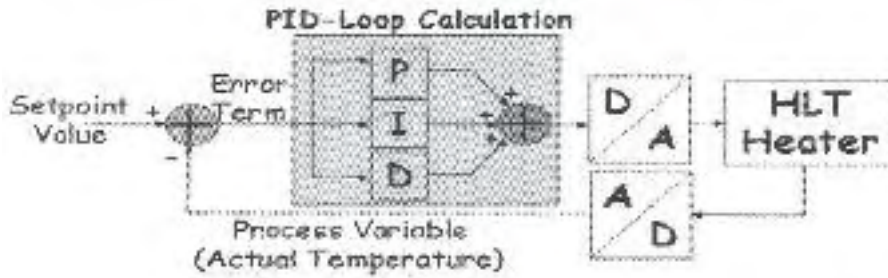 PID-Loop Calculation
Setpoint
Value
+
-
Error
Term
P
I
D
+
+
+
D
A
HLT
Heater
A
D
Process Variable
(Actual Temperature)